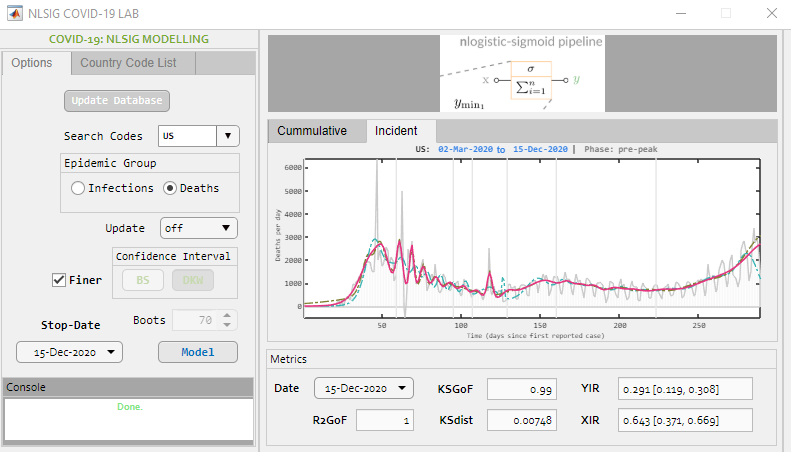 NLSIG COVID-19 LAB
COVID-19: NLSIG MODELLING
Options
Country Code List
Update Database
Search Codes
US
Epidemic Group
Infections
Deaths
Update
off
Confidence Interval
Finer
BS
DKW
Stop-Date
Boots
70
15-Dec-2020
Model
Console
Done.
nlogistic-sigmoid pipeline
σ
x
∑ⁿᵢ₌₁
y
ymin₁
Cummulative
Incident
US: 02-Mar-2020 to 15-Dec-2020 | Phase: pre-peak
Deaths per day
6000
5000
4000
3000
2000
1000
0
50
100
150
200
250
Time (days since first reported case)
Metrics
Date
15-Dec-2020
KSGoF
0.99
YIR
0.291 [0.119, 0.308]
R2GoF
1
KSdist
0.00748
XIR
0.643 [0.371, 0.669]